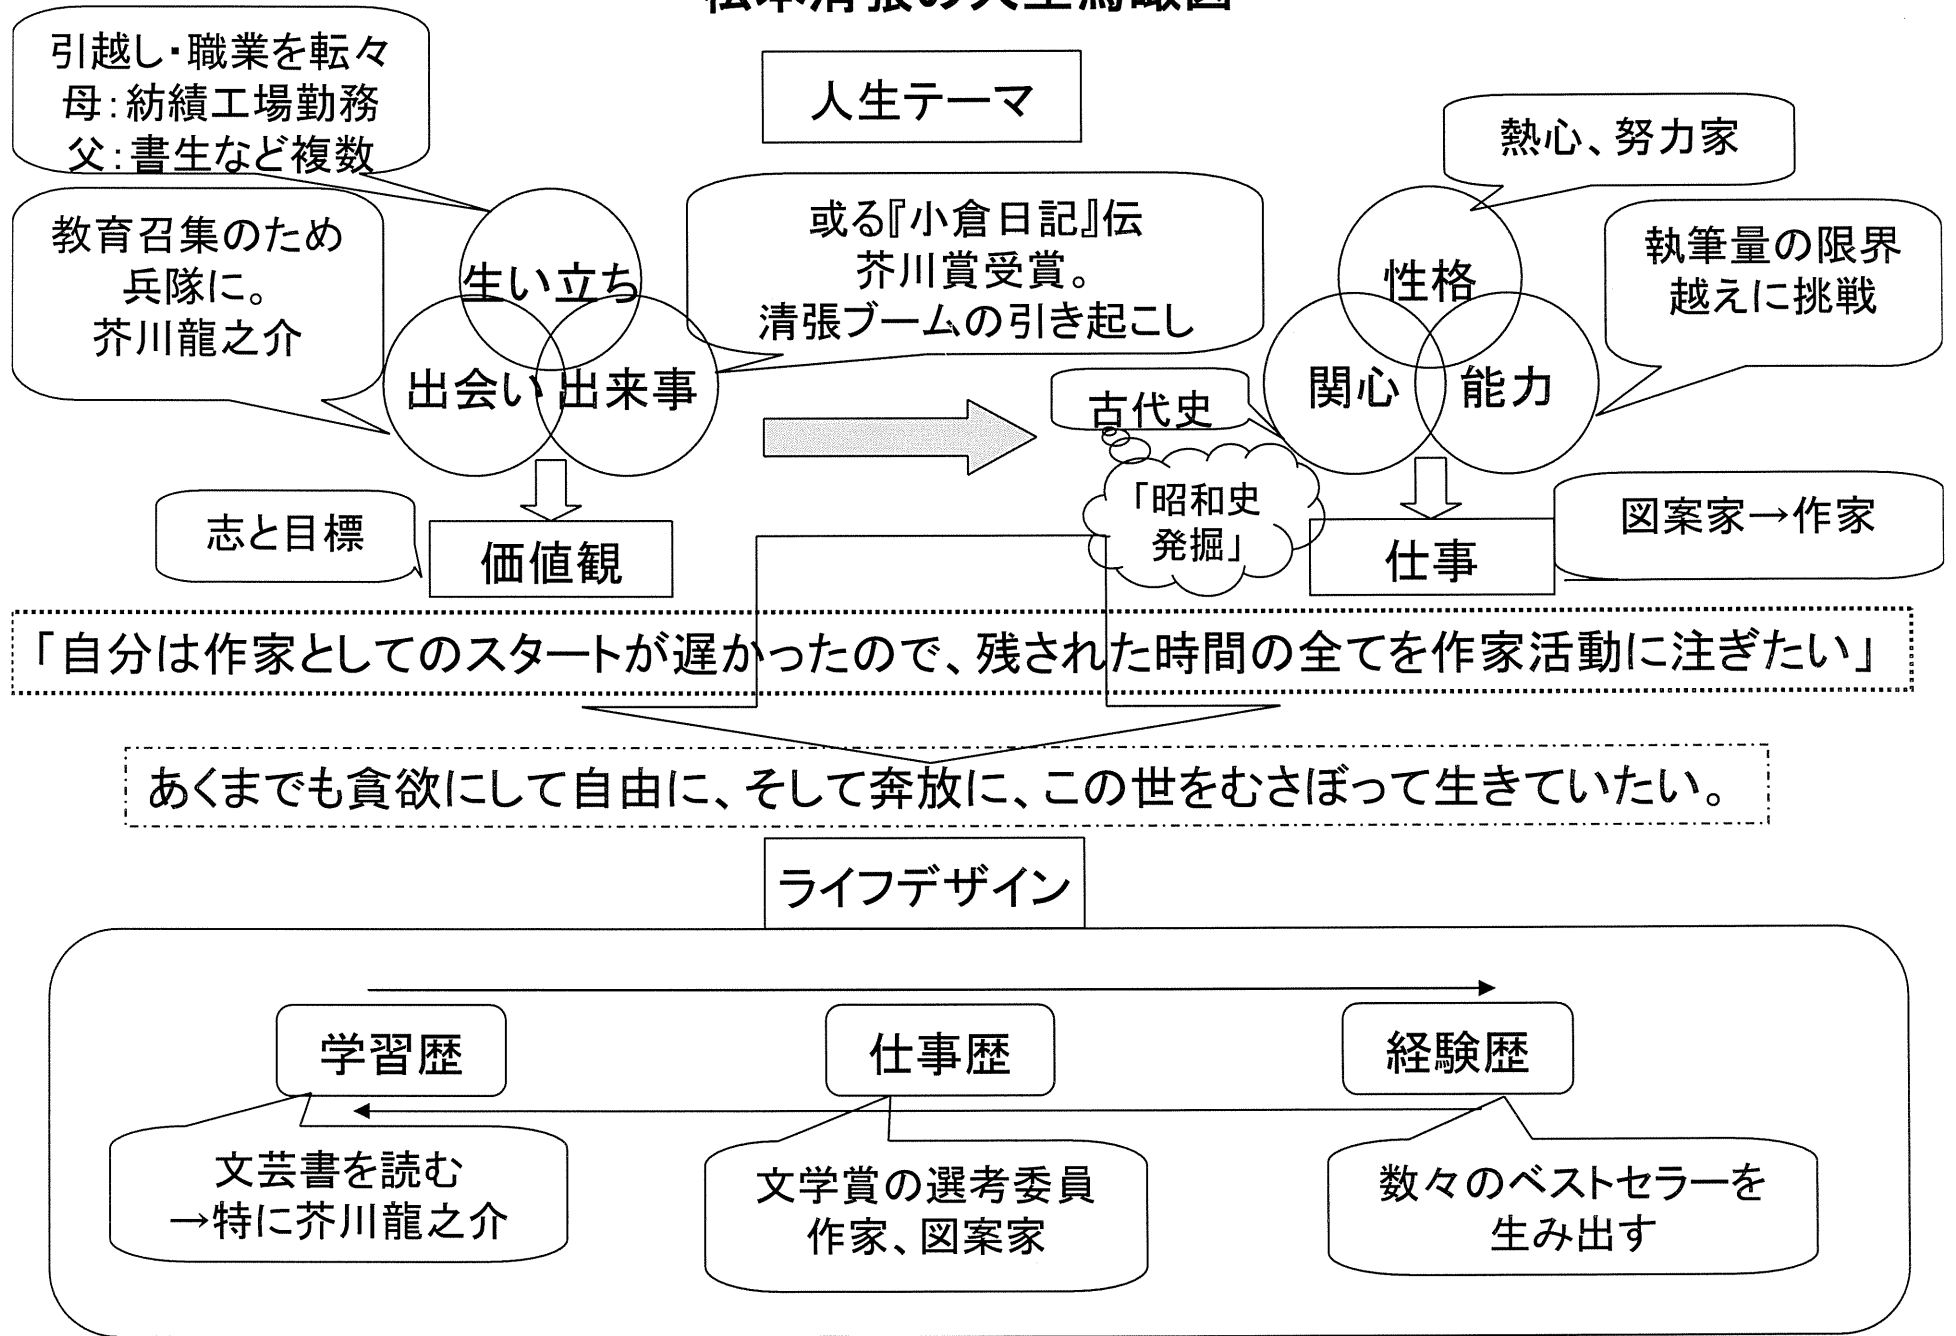 松本清張の人生鳥瞰図
引越し・職業を転々
母：紡績工場勤務
父：書生など複数
人生テーマ
熱心、努力家
教育召集のため
兵隊に。
芥川龍之介
生い立ち
出会い
出来事
或る『小倉日記』伝
芥川賞受賞。
清張ブームの引き起こし
性格
関心
能力
執筆量の限界
越えに挑戦
古代史
「昭和史
発掘」
志と目標
価値観
仕事
図案家→作家
「自分は作家としてのスタートが遅かったので、残された時間の全てを作家活動に注ぎたい」
あくまでも貪欲にして自由に、そして奔放に、この世をむさぼって生きていたい。
ライフデザイン
学習歴
仕事歴
経験歴
文芸書を読む
→特に芥川龍之介
文学賞の選考委員
作家、図案家
数々のベストセラーを
生み出す